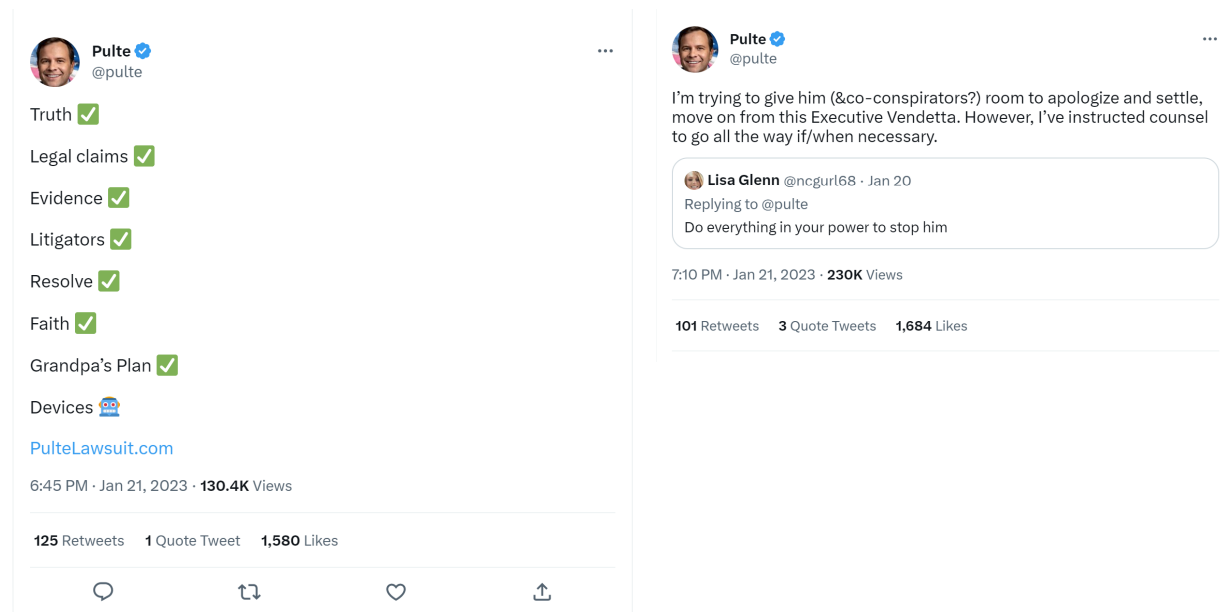 Pulte
@pulte
Truth ✅
Legal claims ✅
Evidence ✅
Litigators ✅
Resolve ✅
Faith ✅
Grandpa’s Plan ✅
Devices 🤖
PulteLawsuit.com
6:45 PM · Jan 21, 2023 · 130.4K Views
125 Retweets 1 Quote Tweet 1,580 Likes
Pulte
@pulte
I’m trying to give him (&co-conspirators?) room to apologize and settle,
move on from this Executive Vendetta. However, I’ve instructed counsel
to go all the way if/when necessary.
Lisa Glenn @ncgurl68 · Jan 20
Replying to @pulte
Do everything in your power to stop him
7:10 PM · Jan 21, 2023 · 230K Views
101 Retweets 3 Quote Tweets 1,684 Likes